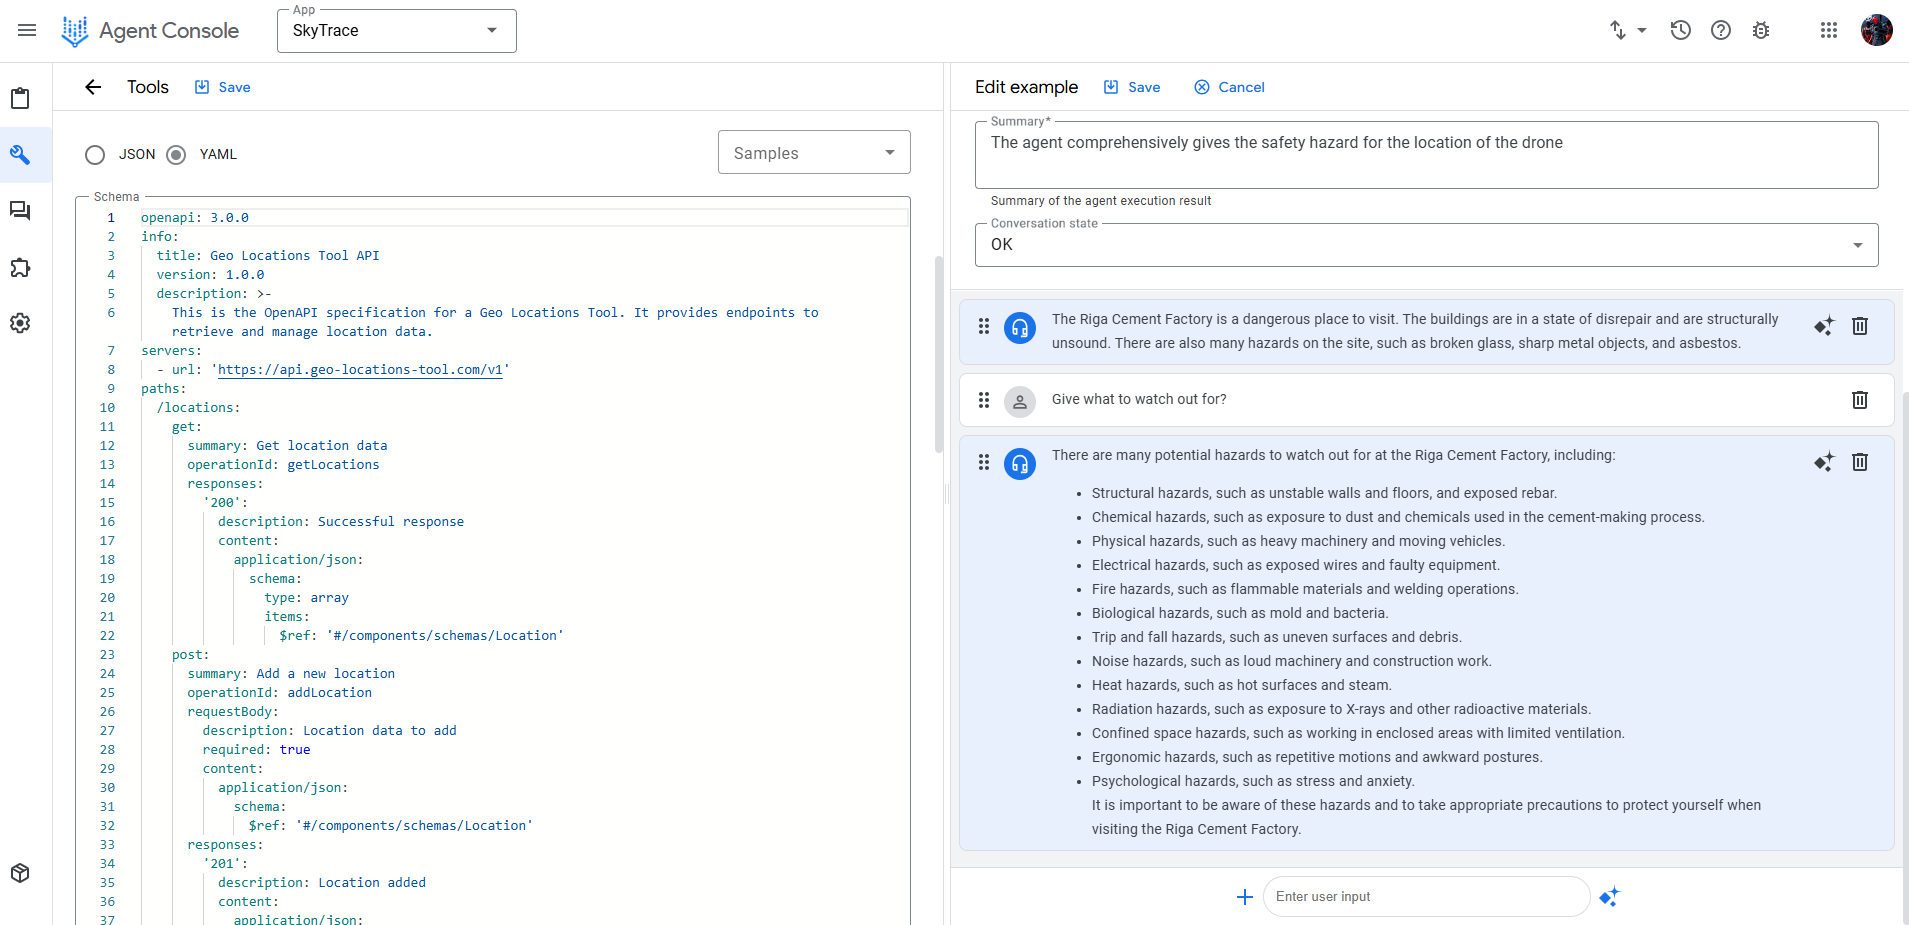 Agent Console
App
SkyTrace
Tools
Save
JSON
YAML
Samples
Schema
1 openapi: 3.0.0
2 info:
3 title: Geo Locations Tool API
4 version: 1.0.0
5 description: >-
6 This is the OpenAPI specification for a Geo Locations Tool. It provides endpoints to
retrieve and manage location data.
7 servers:
8 - url: 'https://api.geo-locations-tool.com/v1'
9 paths:
10 /locations:
11 get:
12 summary: Get location data
13 operationId: getLocations
14 responses:
15 '200':
16 description: Successful response
17 content:
18 application/json:
19 schema:
20 type: array
21 items:
22 $ref: '#/components/schemas/Location'
23 post:
24 summary: Add a new location
25 operationId: addLocation
26 requestBody:
27 description: Location data to add
28 required: true
29 content:
30 application/json:
31 schema:
32 $ref: '#/components/schemas/Location'
33 responses:
34 '201':
35 description: Location added
36 content:
37 application/json:
Edit example
Save
Cancel
Summary*
The agent comprehensively gives the safety hazard for the location of the drone
Summary of the agent execution result
Conversation state
OK
The Riga Cement Factory is a dangerous place to visit. The buildings are in a state of disrepair and are structurally
unsound. There are also many hazards on the site, such as broken glass, sharp metal objects, and asbestos.
Give what to watch out for?
There are many potential hazards to watch out for at the Riga Cement Factory, including:
• Structural hazards, such as unstable walls and floors, and exposed rebar.
• Chemical hazards, such as exposure to dust and chemicals used in the cement-making process.
• Physical hazards, such as heavy machinery and moving vehicles.
• Electrical hazards, such as exposed wires and faulty equipment.
• Fire hazards, such as flammable materials and welding operations.
• Biological hazards, such as mold and bacteria.
• Trip and fall hazards, such as uneven surfaces and debris.
• Noise hazards, such as loud machinery and construction work.
• Heat hazards, such as hot surfaces and steam.
• Radiation hazards, such as exposure to X-rays and other radioactive materials.
• Confined space hazards, such as working in enclosed areas with limited ventilation.
• Ergonomic hazards, such as repetitive motions and awkward postures.
• Psychological hazards, such as stress and anxiety.
It is important to be aware of these hazards and to take appropriate precautions to protect yourself when
visiting the Riga Cement Factory.
Enter user input